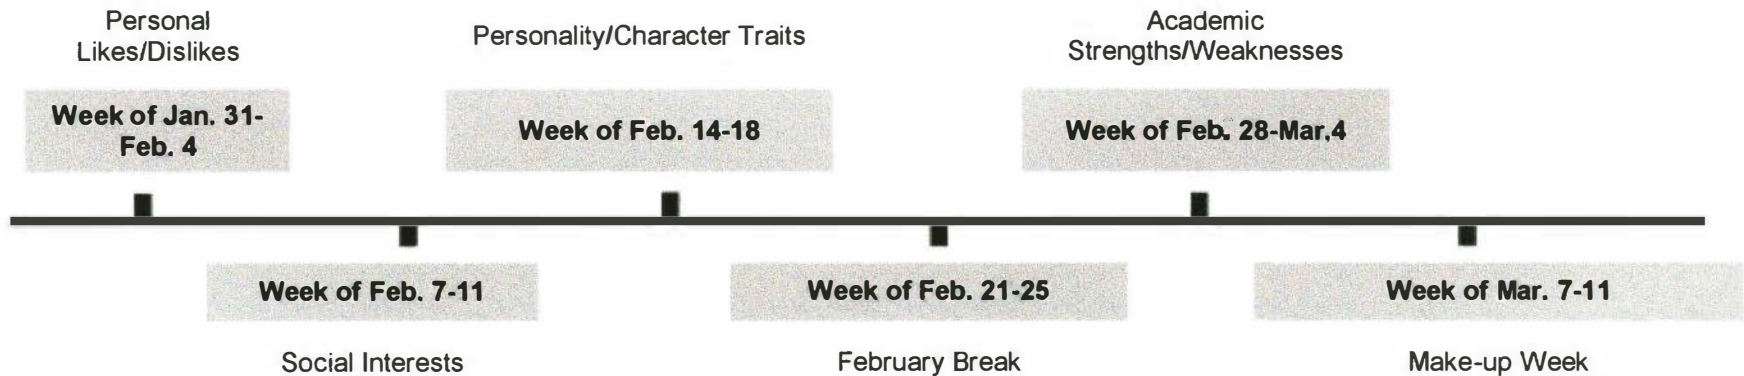 Personal
Likes/Dislikes
Personality/Character Traits
Academic
Strengths/Weaknesses
Week of Jan. 31-
Feb. 4
Week of Feb. 14-18
Week of Feb. 28-Mar.4
Week of Feb. 7-11
Week of Feb. 21-25
Week of Mar. 7-11
Social Interests
February Break
Make-up Week